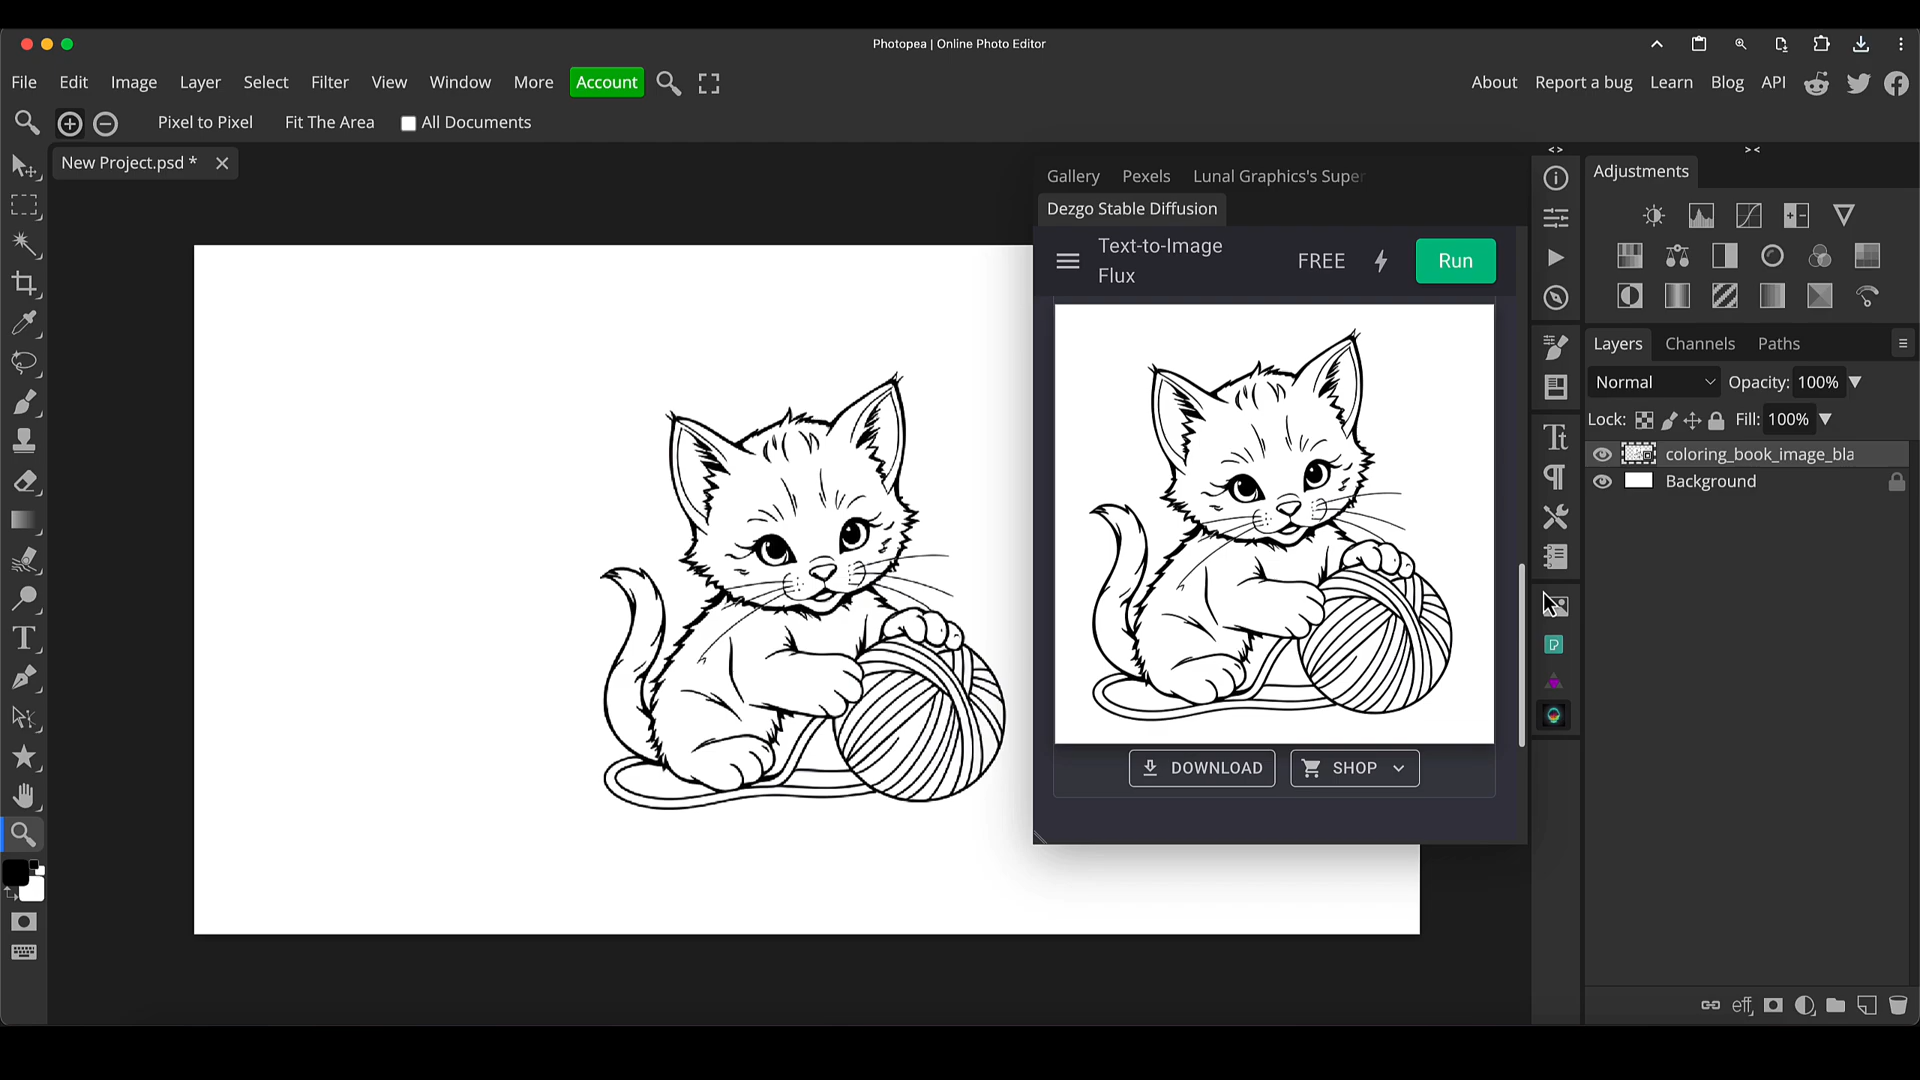 Photopea | Online Photo Editor
File Edit Image Layer Select Filter View Window More Account
About Report a bug Learn Blog API
Pixel to Pixel Fit The Area All Documents
New Project.psd *
Gallery Pexels Lunal Graphics's Super
Dezgo Stable Diffusion
Text-to-Image
Flux
FREE Run
DOWNLOAD SHOP
Adjustments
Layers Channels Paths
Normal Opacity: 100%
Lock: Fill: 100%
coloring_book_image_bla
Background
eff